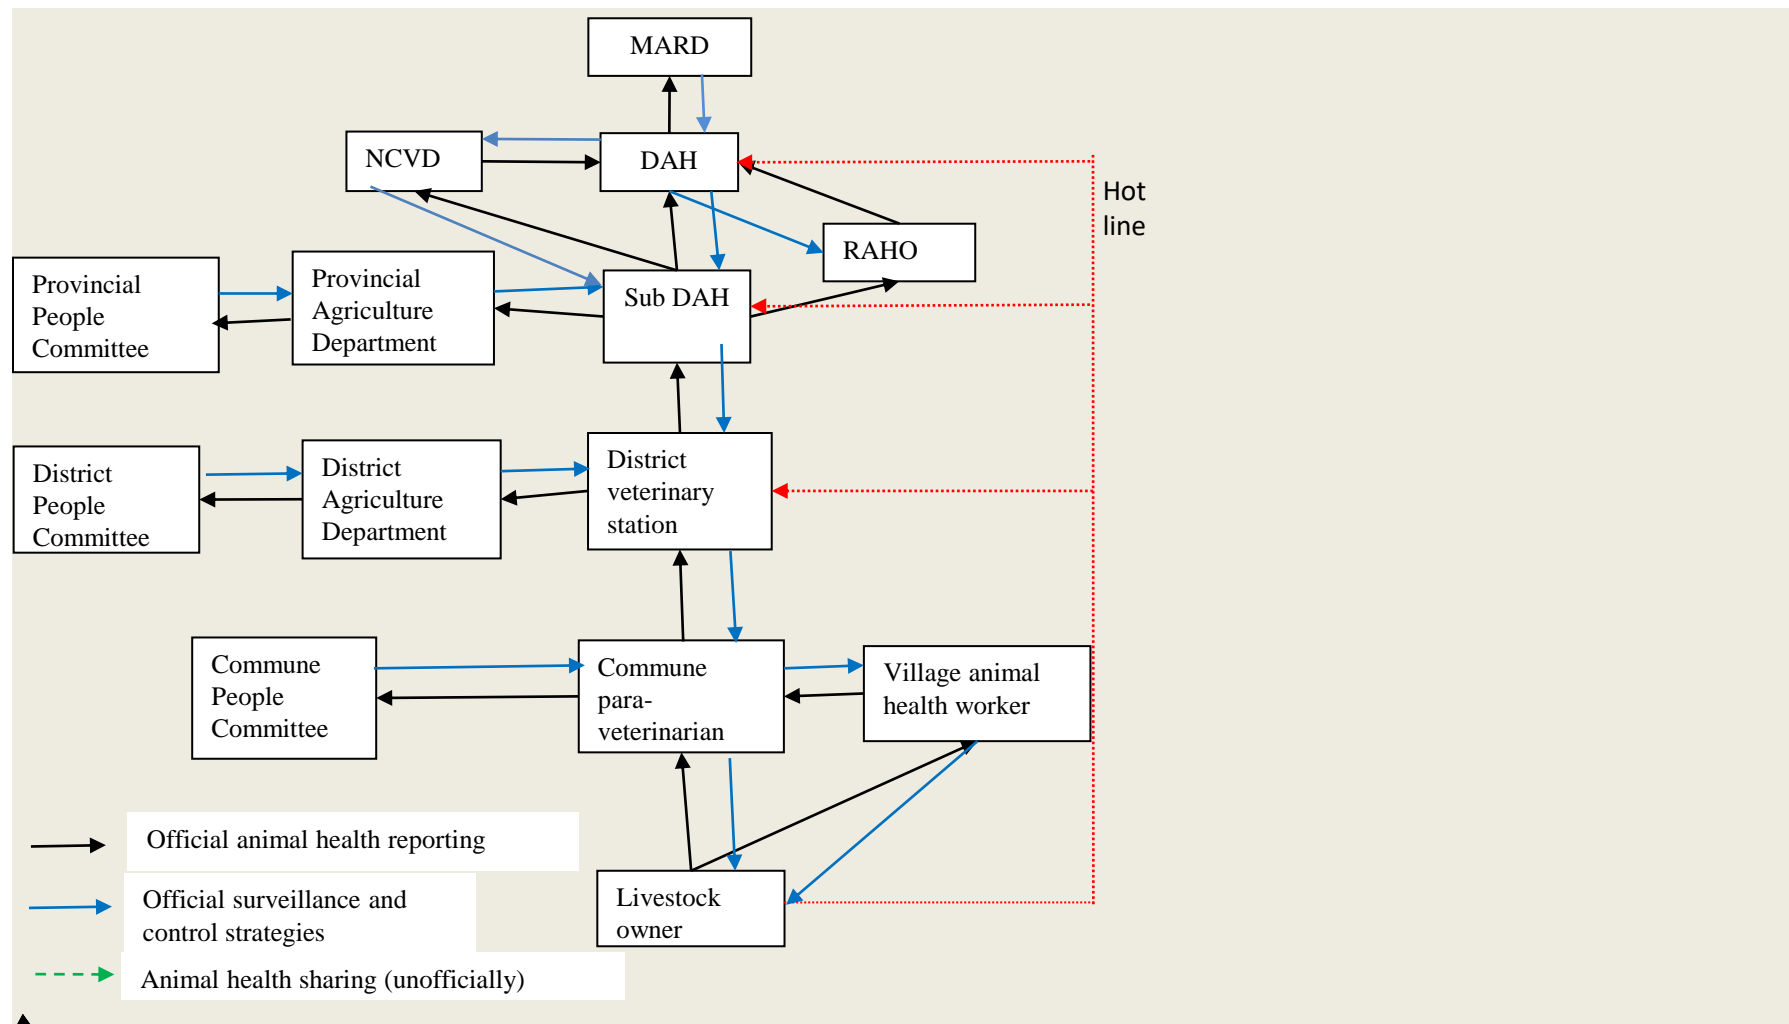 MARD
NCVD
DAH
Hot
line
RAHO
Provincial
People
Committee
Provincial
Agriculture
Department
Sub DAH
District
People
Committee
District
Agriculture
Department
District
veterinary
station
Commune
People
Committee
Commune
para-
veterinarian
Village animal
health worker
Official animal health reporting
Official surveillance and
control strategies
Livestock
owner
Animal health sharing (unofficially)